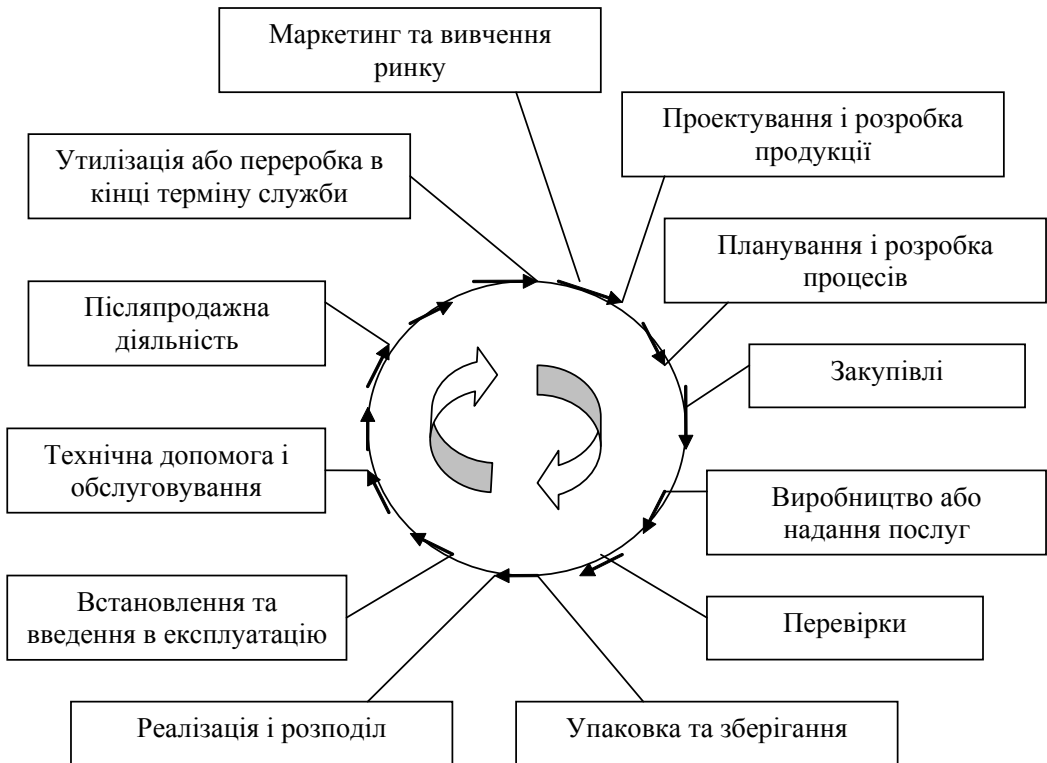 Маркетинг та вивчення
ринку
Проектування і розробка
продукції
Планування і розробка
процесів
Закупівлі
Виробництво або
надання послуг
Перевірки
Упаковка та зберігання
Реалізація і розподіл
Встановлення та
введення в експлуатацію
Технічна допомога і
обслуговування
Післяпродажна
діяльність
Утилізація або переробка в
кінці терміну служби